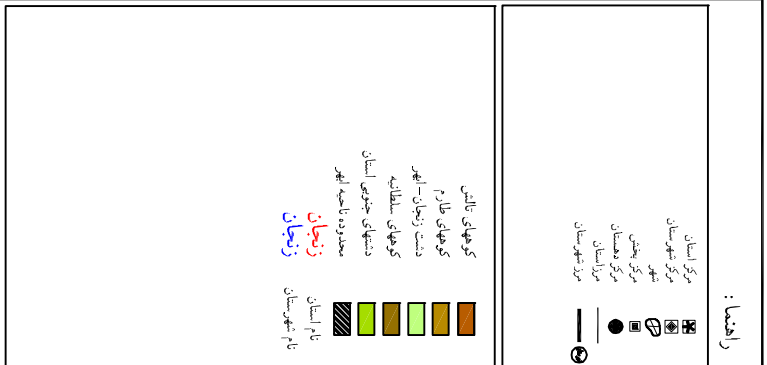 راهنما :
مرکز استان
مرکز شهرستان
شهر
مرکز بخش
مرکز دهستان
مرز استان
مرز شهرستان
کوههای تالش
کوههای طارم
دشت زنجان-ابهر
کوههای سلطانیه
دشتهای جنوبی استان
محدوده ناحیه ابهر
زنجان نام استان
زنجان نام شهرستان